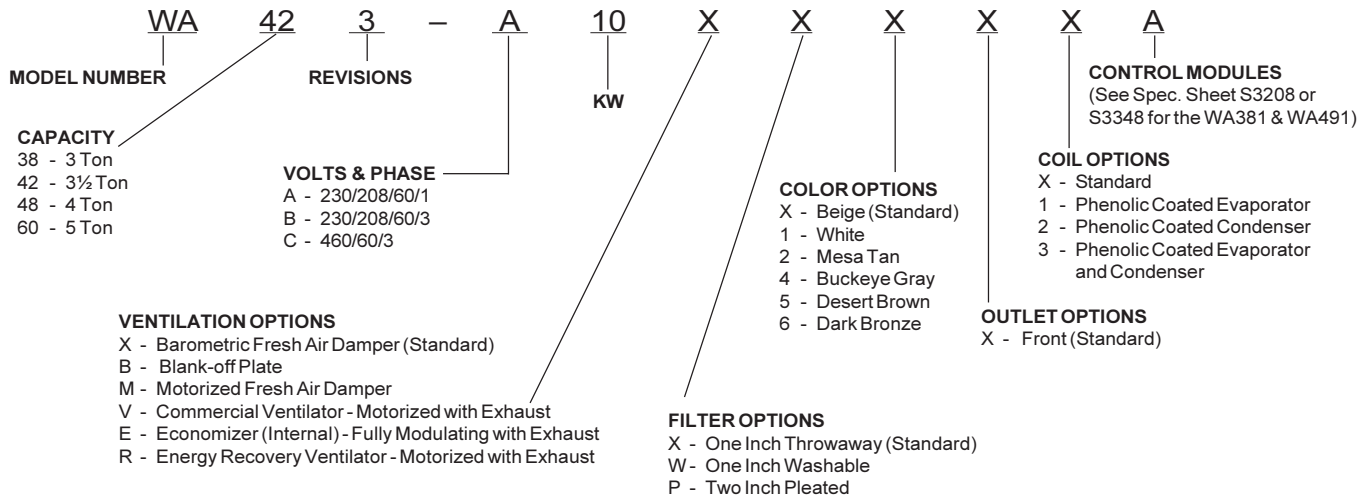 WA 42 3 – A 10 X X X X X A
MODEL NUMBER
REVISIONS
KW
CONTROL MODULES
(See Spec. Sheet S3208 or
S3348 for the WA381 & WA491)
CAPACITY
38 - 3 Ton
42 - 3½ Ton
48 - 4 Ton
60 - 5 Ton
VOLTS & PHASE
A - 230/208/60/1
B - 230/208/60/3
C - 460/60/3
COLOR OPTIONS
X - Beige (Standard)
1 - White
2 - Mesa Tan
4 - Buckeye Gray
5 - Desert Brown
6 - Dark Bronze
COIL OPTIONS
X - Standard
1 - Phenolic Coated Evaporator
2 - Phenolic Coated Condenser
3 - Phenolic Coated Evaporator
and Condenser
OUTLET OPTIONS
X - Front (Standard)
VENTILATION OPTIONS
X - Barometric Fresh Air Damper (Standard)
B - Blank-off Plate
M - Motorized Fresh Air Damper
V - Commercial Ventilator - Motorized with Exhaust
E - Economizer (Internal) - Fully Modulating with Exhaust
R - Energy Recovery Ventilator - Motorized with Exhaust
FILTER OPTIONS
X - One Inch Throwaway (Standard)
W - One Inch Washable
P - Two Inch Pleated